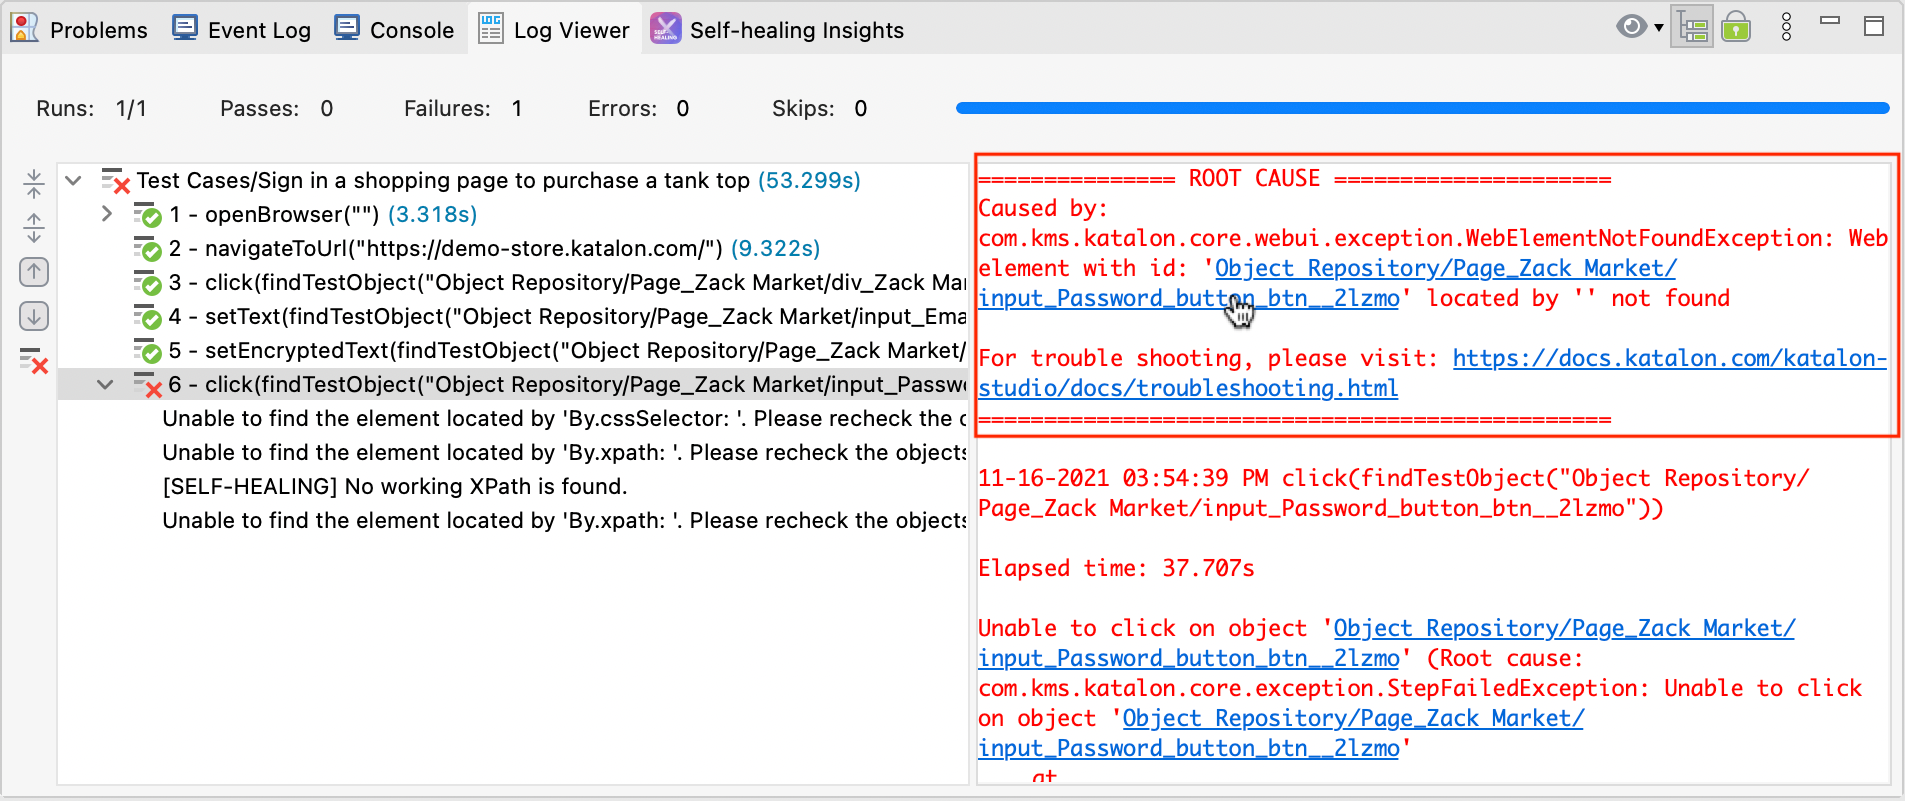 Problems Event Log Console Log Viewer Self-healing Insights
Runs: 1/1 Passes: 0 Failures: 1 Errors: 0 Skips: 0
Test Cases/Sign in a shopping page to purchase a tank top (53.299s)
1 - openBrowser("") (3.318s)
2 - navigateToUrl("https://demo-store.katalon.com/") (9.322s)
3 - click(findTestObject("Object Repository/Page_Zack Market/div_Zack Mar
4 - setText(findTestObject("Object Repository/Page_Zack Market/input_Ema
5 - setEncryptedText(findTestObject("Object Repository/Page_Zack Market/
6 - click(findTestObject("Object Repository/Page_Zack Market/input_Passw
Unable to find the element located by 'By.cssSelector: '. Please recheck the o
Unable to find the element located by 'By.xpath: '. Please recheck the objects
[SELF-HEALING] No working XPath is found.
Unable to find the element located by 'By.xpath: '. Please recheck the objects
=============== ROOT CAUSE =====================
Caused by:
com.kms.katalon.core.webui.exception.WebElementNotFoundException: Web
element with id: 'Object Repository/Page_Zack Market/
input_Password_button_btn__2lzmo' located by '' not found
For trouble shooting, please visit: https://docs.katalon.com/katalon-
studio/docs/troubleshooting.html
================================================
11-16-2021 03:54:39 PM click(findTestObject("Object Repository/
Page_Zack Market/input_Password_button_btn__2lzmo"))
Elapsed time: 37.707s
Unable to click on object 'Object Repository/Page_Zack Market/
input_Password_button_btn__2lzmo' (Root cause:
com.kms.katalon.core.exception.StepFailedException: Unable to click
on object 'Object Repository/Page_Zack Market/
input_Password_button_btn__2lzmo'
at